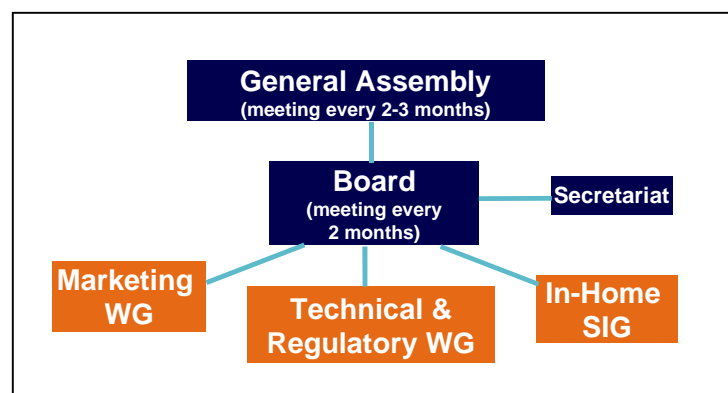 General Assembly
(meeting every 2-3 months)
Board
(meeting every
2 months)
Secretariat
Marketing
WG
Technical &
Regulatory WG
In-Home
SIG